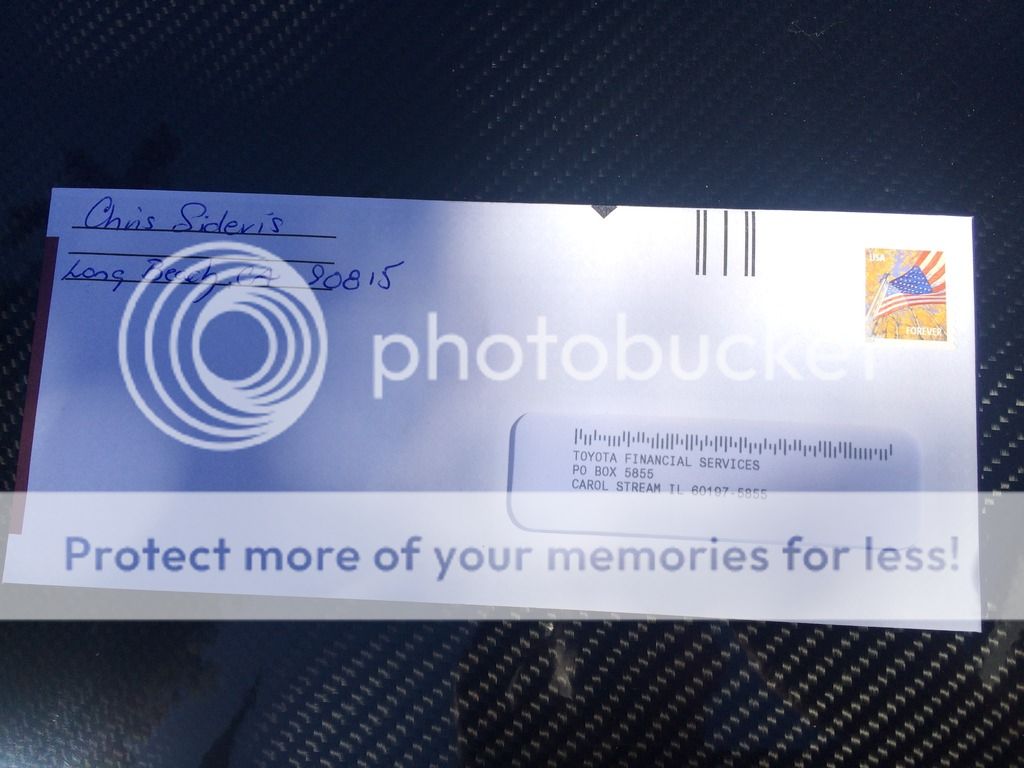 Chris Sideris
Long Beach, CA 90815
USA
FOREVER
photobucket
TOYOTA FINANCIAL SERVICES
PO BOX 5855
CAROL STREAM IL 60197-5855
Protect more of your memories for less!